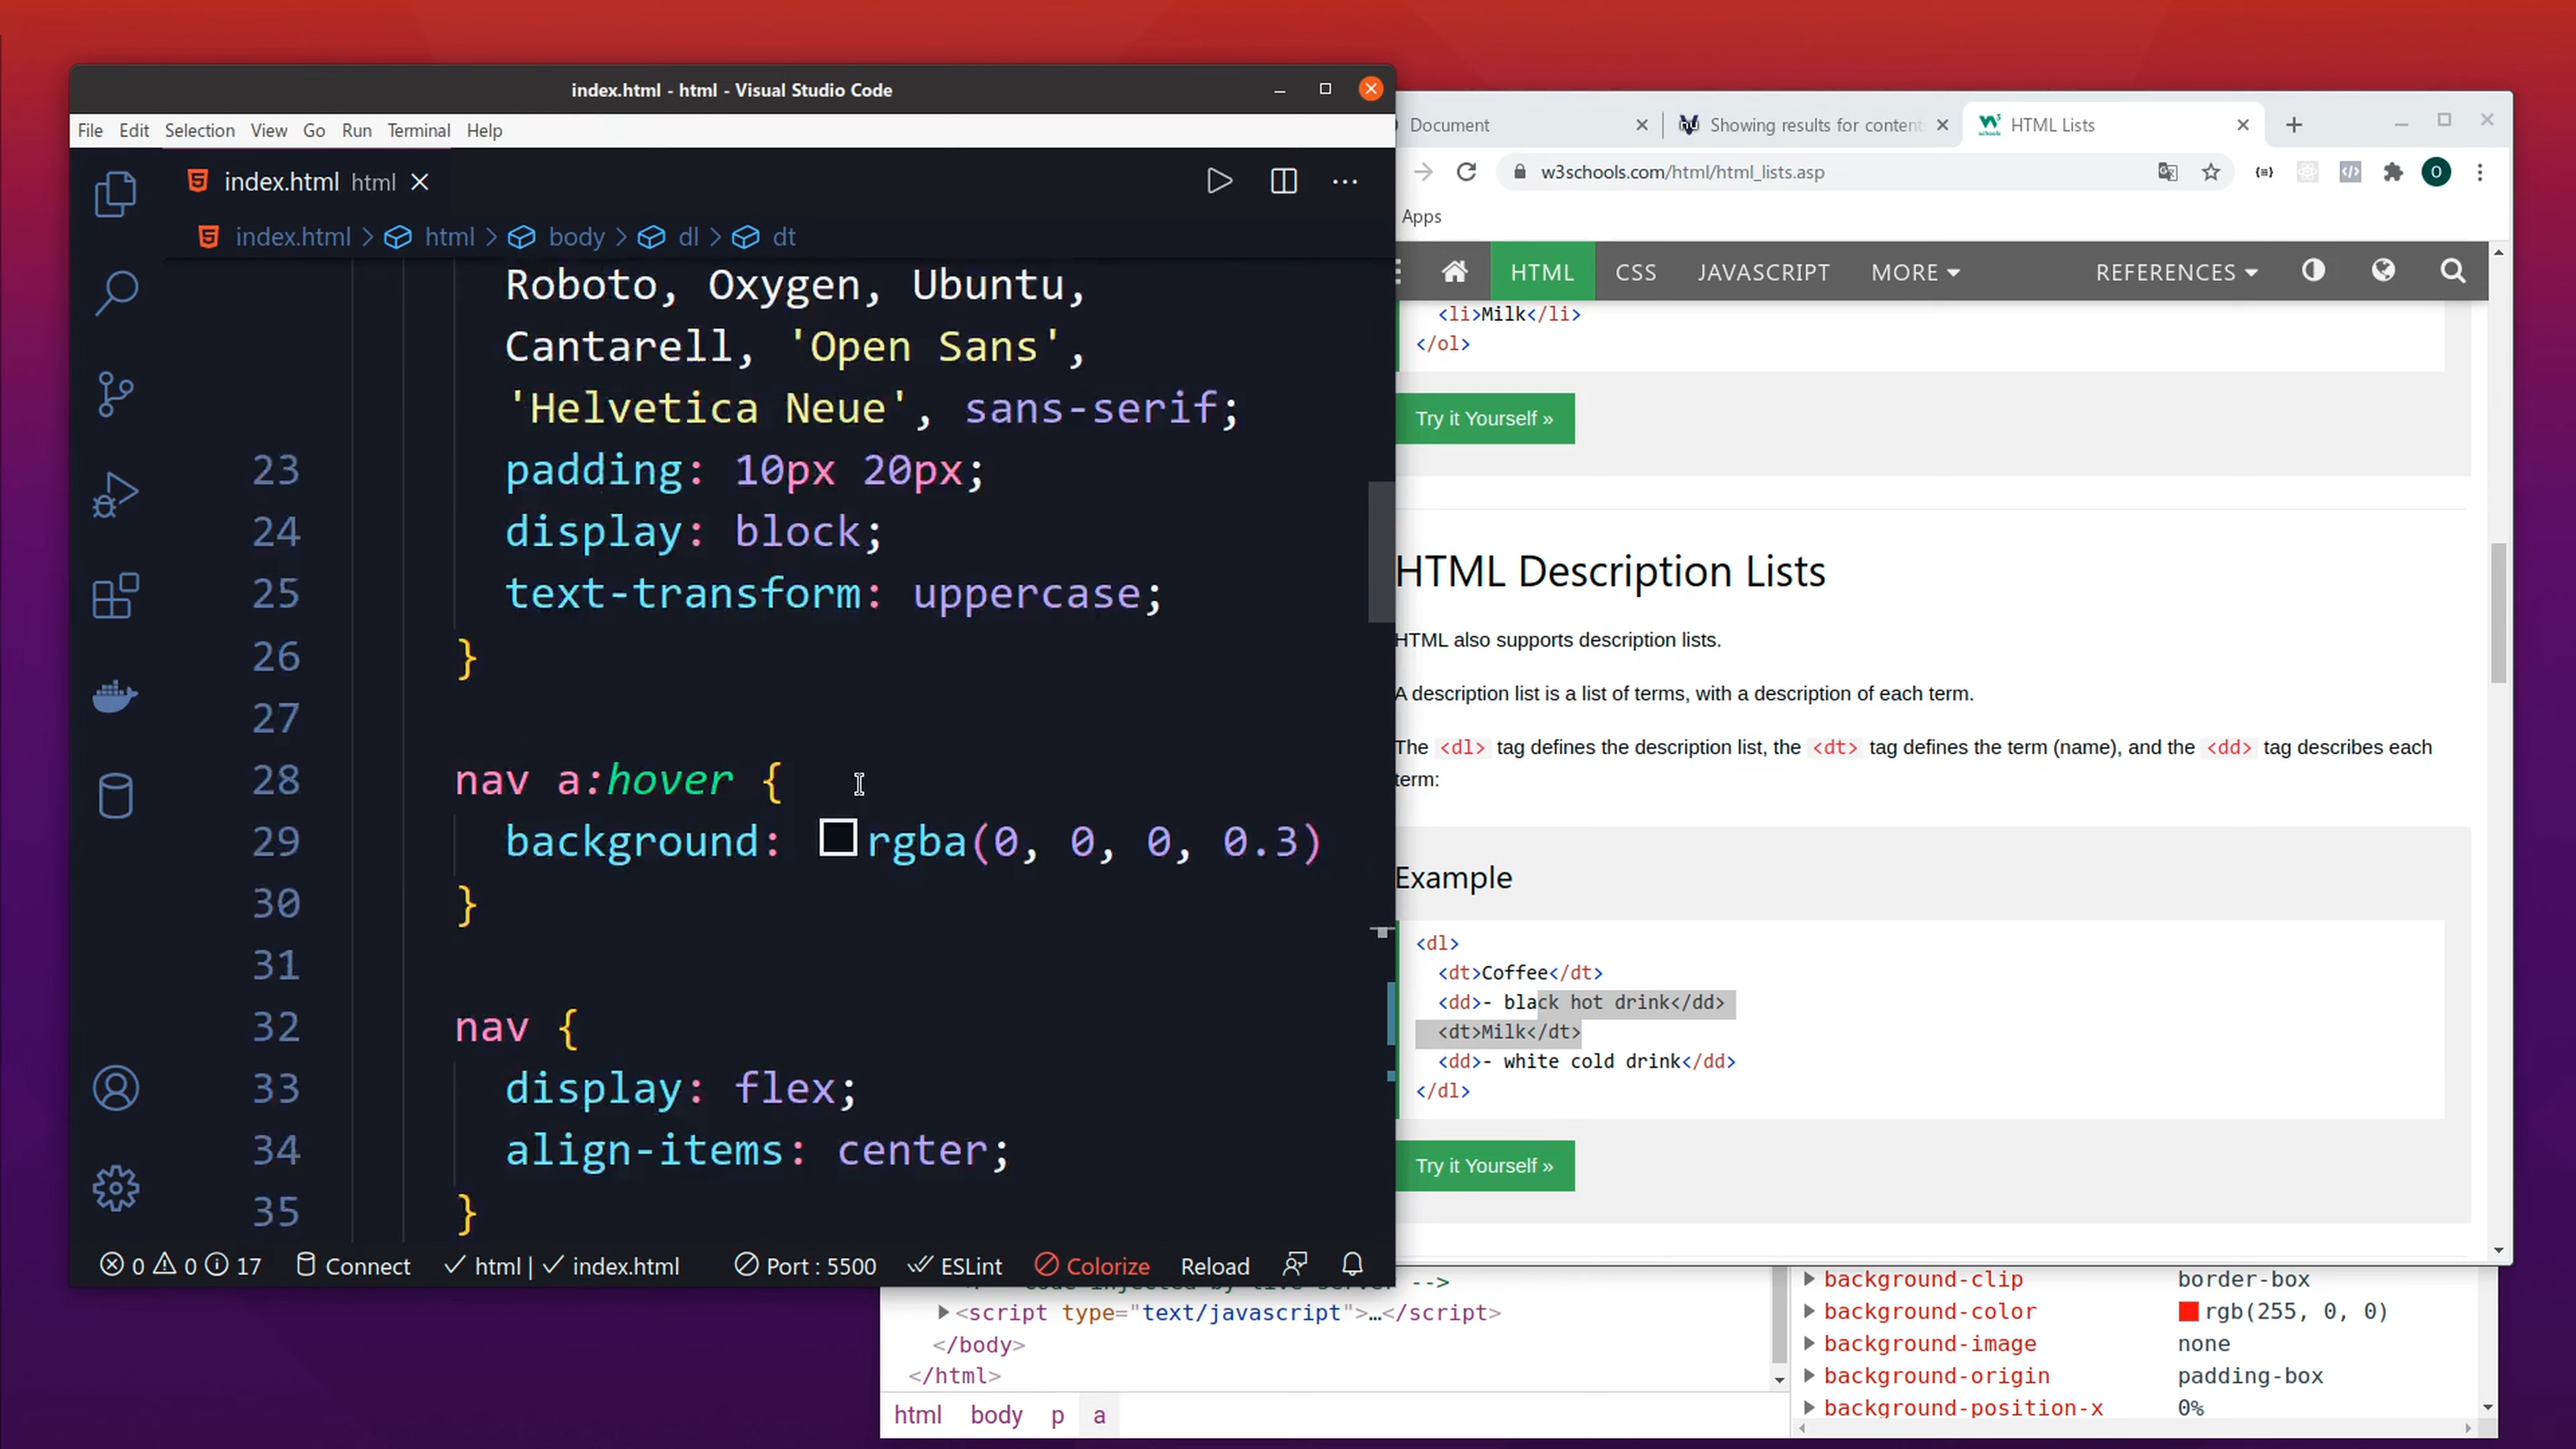 index.html - html - Visual Studio Code
File Edit Selection View Go Run Terminal Help
index.html html
index.html > html > body > dl > dt
Roboto, Oxygen, Ubuntu,
Cantarell, 'Open Sans',
'Helvetica Neue', sans-serif;
23 padding: 10px 20px;
24 display: block;
25 text-transform: uppercase;
26 }
27
28 nav a:hover {
29 background: rgba(0, 0, 0, 0.3)
30 }
31
32 nav {
33 display: flex;
34 align-items: center;
35 }
0 0 17 Connect html | index.html Port : 5500 ESLint Colorize Reload
Document Showing results for content HTML Lists
w3schools.com/html/html_lists.asp O
Apps
HTML CSS JAVASCRIPT MORE REFERENCES
<li>Milk</li>
</ol>
Try it Yourself »
HTML Description Lists
HTML also supports description lists.
A description list is a list of terms, with a description of each term.
The <dl> tag defines the description list, the <dt> tag defines the term (name), and the <dd> tag describes each
term:
Example
<dl>
<dt>Coffee</dt>
<dd>- black hot drink</dd>
<dt>Milk</dt>
<dd>- white cold drink</dd>
</dl>
Try it Yourself »
-->
<script type="text/javascript">…</script>
</body>
</html>
html body p a
background-clip border-box
background-color rgb(255, 0, 0)
background-image none
background-origin padding-box
background-position-x 0%